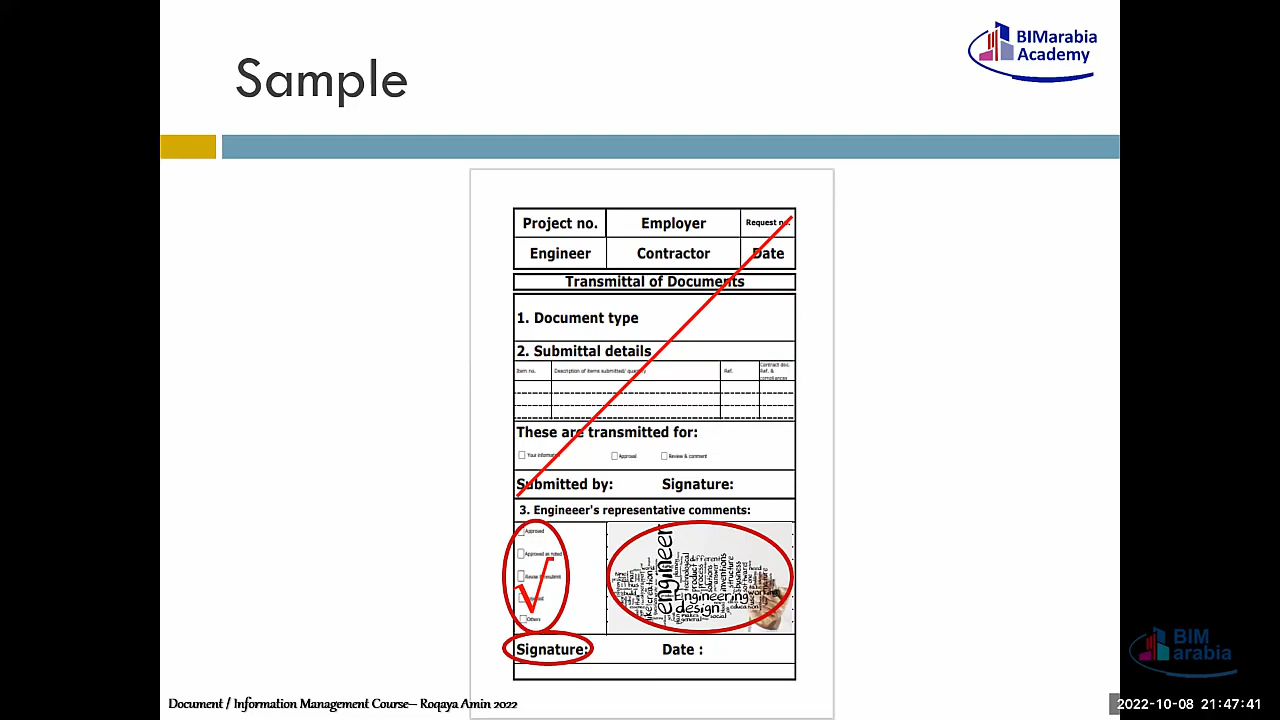 BIMarabia
Academy
Sample
Project no. Employer Request no.
Engineer Contractor Date
Transmittal of Documents
1. Document type
2. Submittal details
Item no. Description of items submitted/ quantity Ref. Contract doc. Ref. & compliances
These are transmitted for:
Your information Approval Review & comment
Submitted by: Signature:
3. Engineeer's representative comments:
Approved
Approved as noted
Revise
Others
engineer
Engineering
design
Signature: Date :
BIM
arabia
Document / Information Management Course– Roqaya Amin 2022
2022-10-08 21:47:41